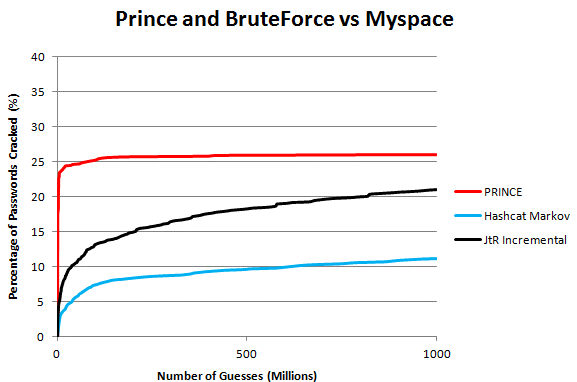 Prince and BruteForce vs Myspace
Percentage of Passwords Cracked (%)
40
35
30
25
20
15
10
5
0
0
500
1000
Number of Guesses (Millions)
PRINCE
Hashcat Markov
JtR Incremental